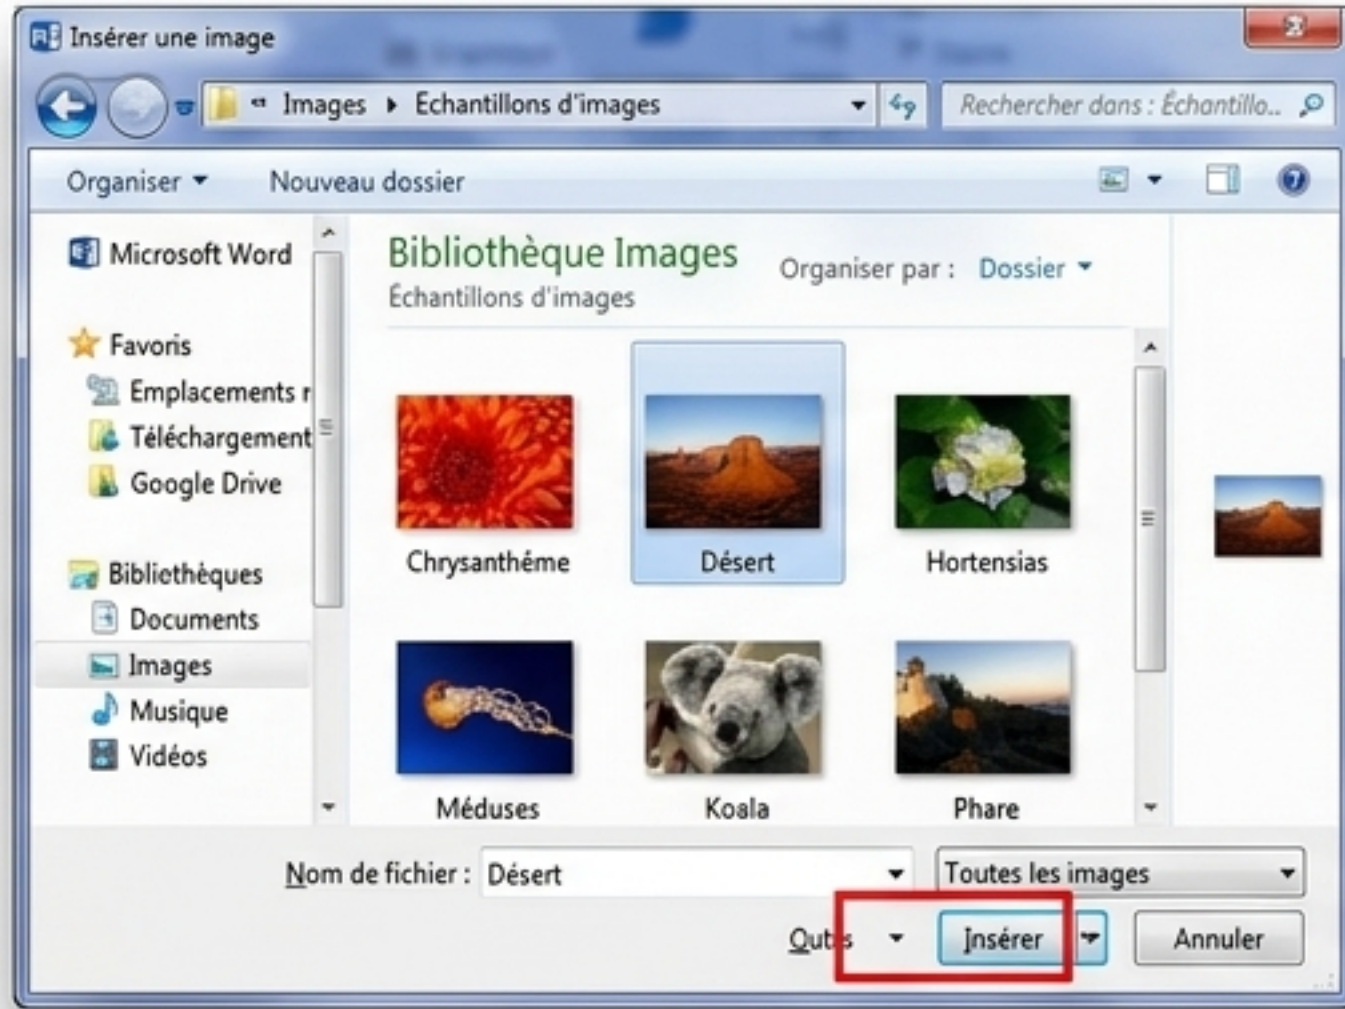 Insérer une image
Images ▸ Echantillons d'images
Rechercher dans : Échantillo...
Organiser
Nouveau dossier
Microsoft Word
Favoris
Emplacements r
Téléchargement
Google Drive
Bibliethèques
Documents
Images
Musique
Vidéos
Bibliothèque Images
Échantillons d'images
Organiser par : Dossier
Chrysanthéme
Désert
Hortensias
Méduses
Koala
Phare
Nom de fichier : Désert
Toutes les images
Insérer
Annuler